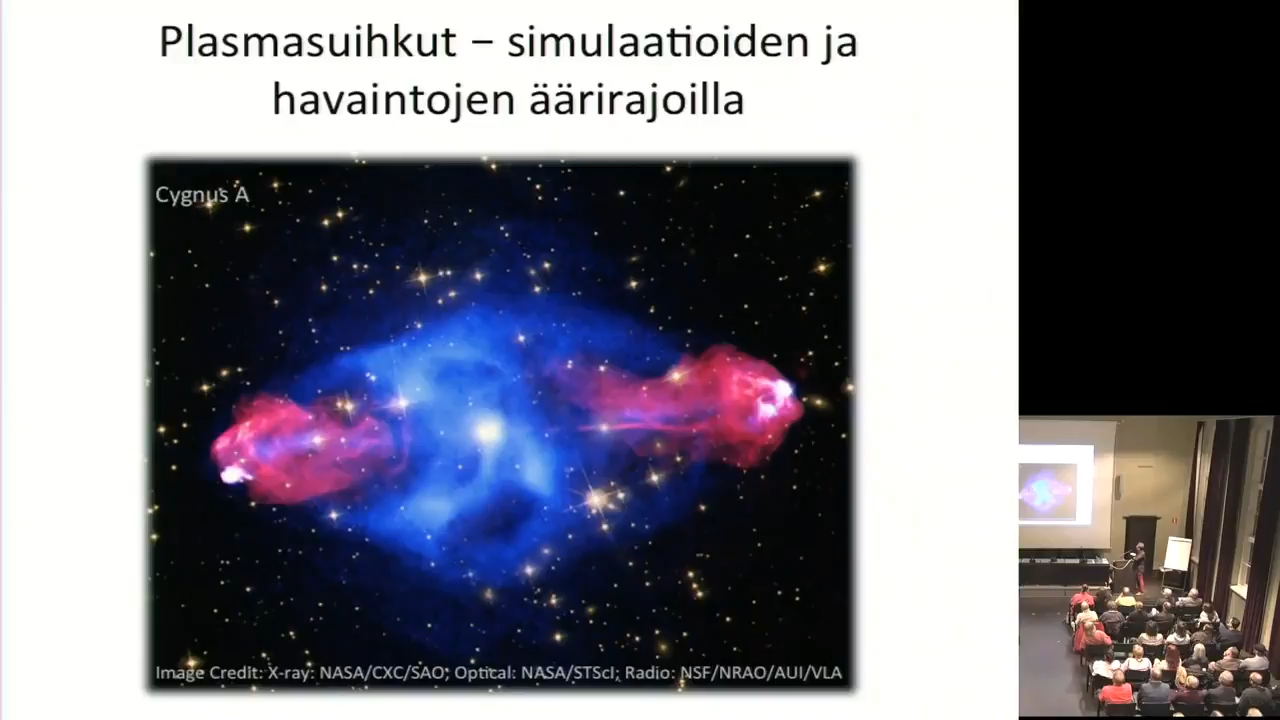 Plasmasuihkut – simulaatioiden ja
havaintojen äärirajoilla
Cygnus A
Image Credit: X-ray: NASA/CXC/SAO; Optical: NASA/STScI; Radio: NSF/NRAO/AUI/VLA